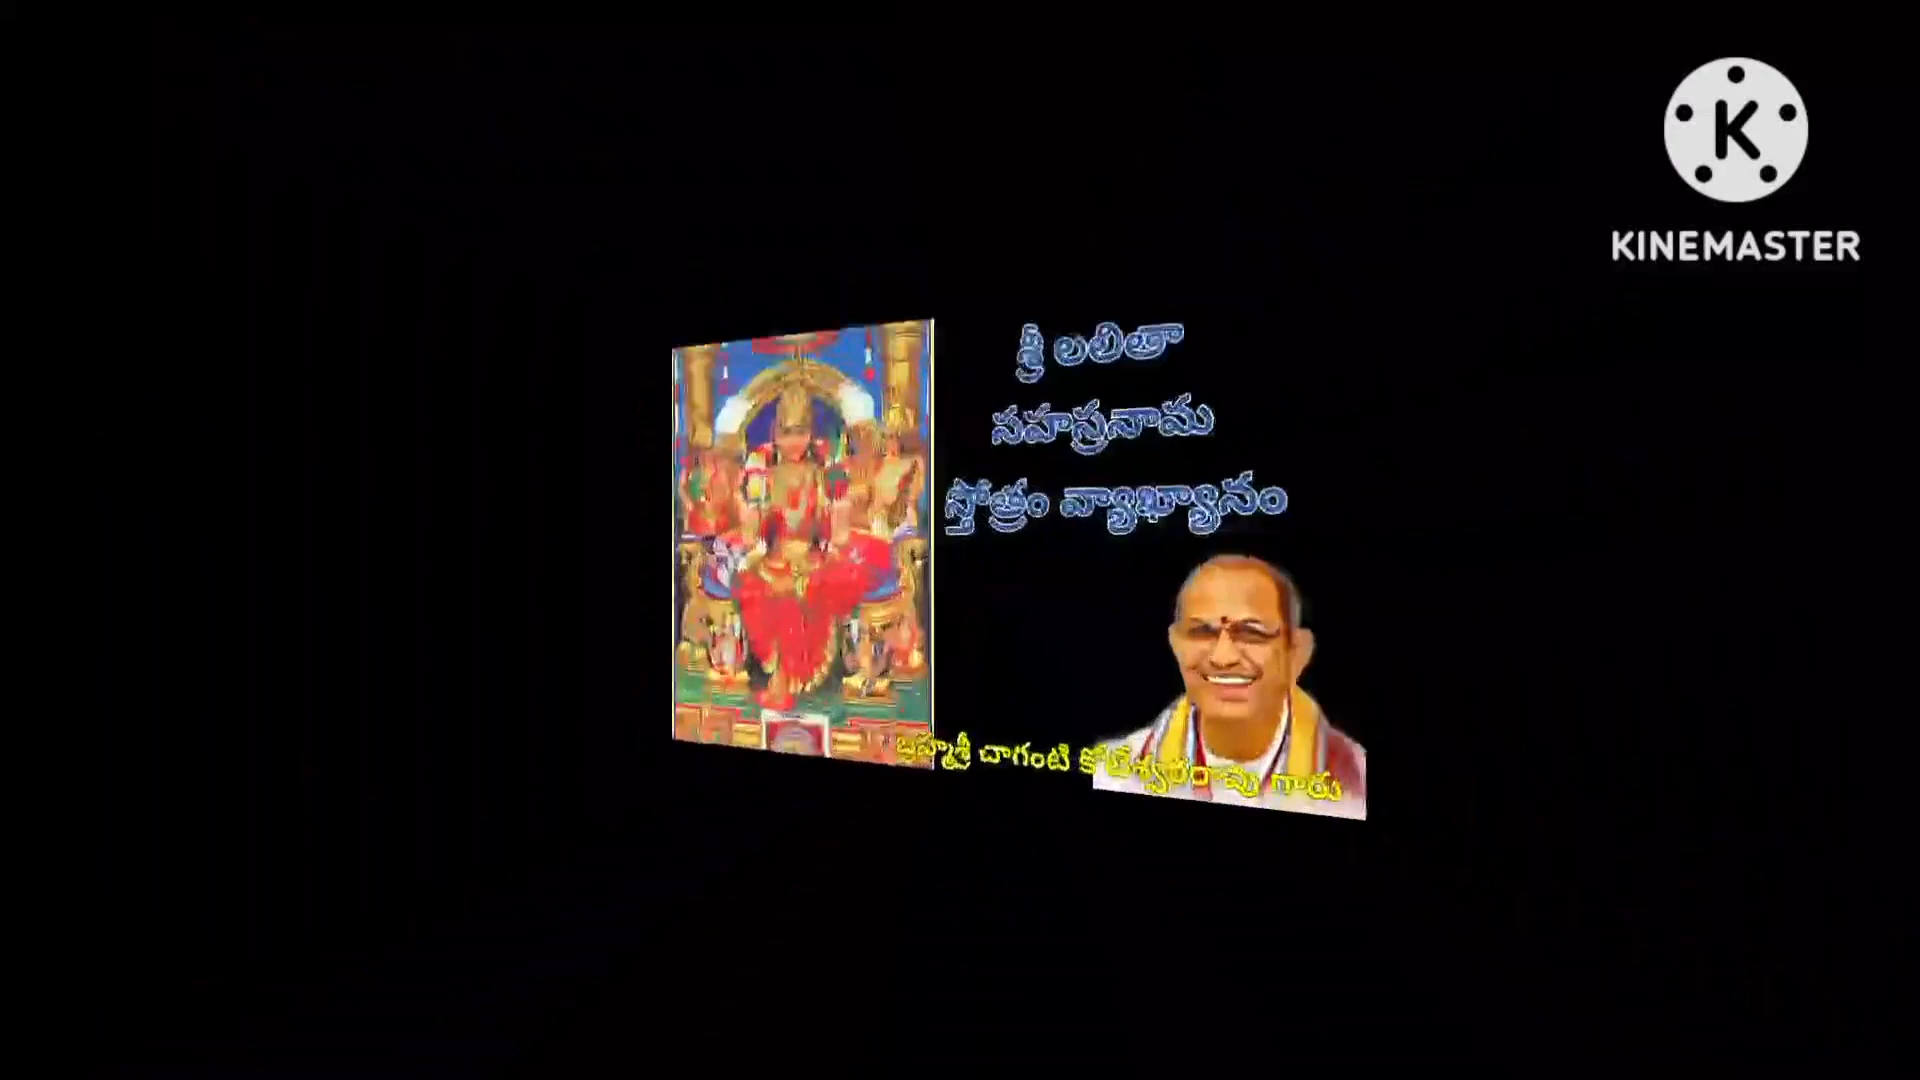 K
KINEMASTER
శ్రీ లలితా
సహస్రనామ
స్తోత్రం వ్యాఖ్యానం
బ్రహ్మశ్రీ చాగంటి కోటేశ్వరరావు గారు